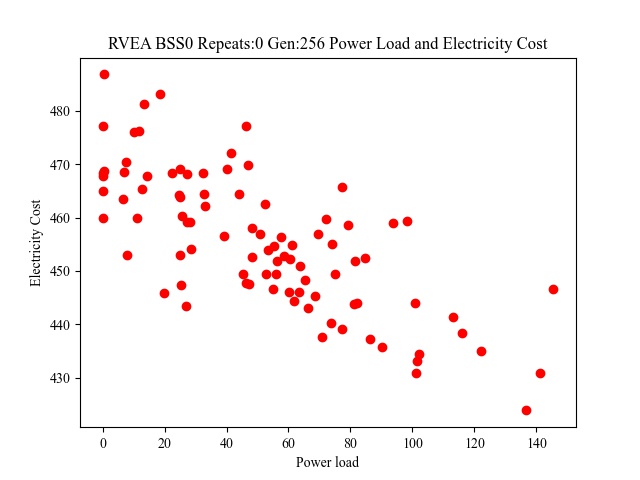 RVEA BSS0 Repeats:0 Gen:256 Power Load and Electricity Cost
480
470
460
450
440
430
Electricity Cost
0 20 40 60 80 100 120 140
Power load